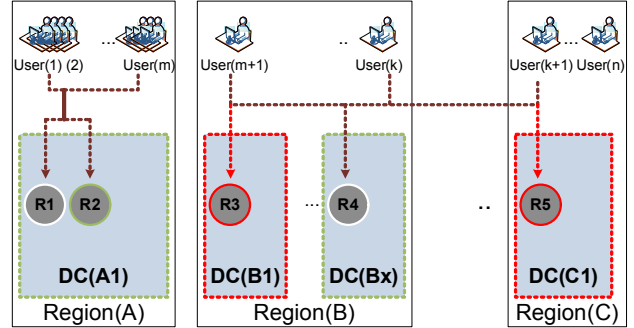 ... .. ... 
User(1) (2) User(m) User(m+1) User(k) User(k+1) User(n)
R1 R2 R3 ... R4 .. R5
DC(A1) DC(B1) DC(Bx) DC(C1)
Region(A) Region(B) Region(C)